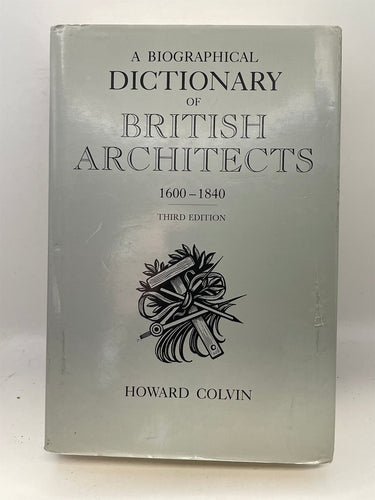 A BIOGRAPHICAL
DICTIONARY
OF
BRITISH
ARCHITECTS
1600–1840
THIRD EDITION
HOWARD COLVIN